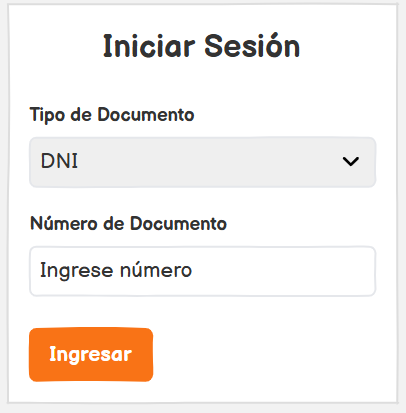 Iniciar Sesión
Tipo de Documento
DNI
Número de Documento
Ingrese número
Ingresar